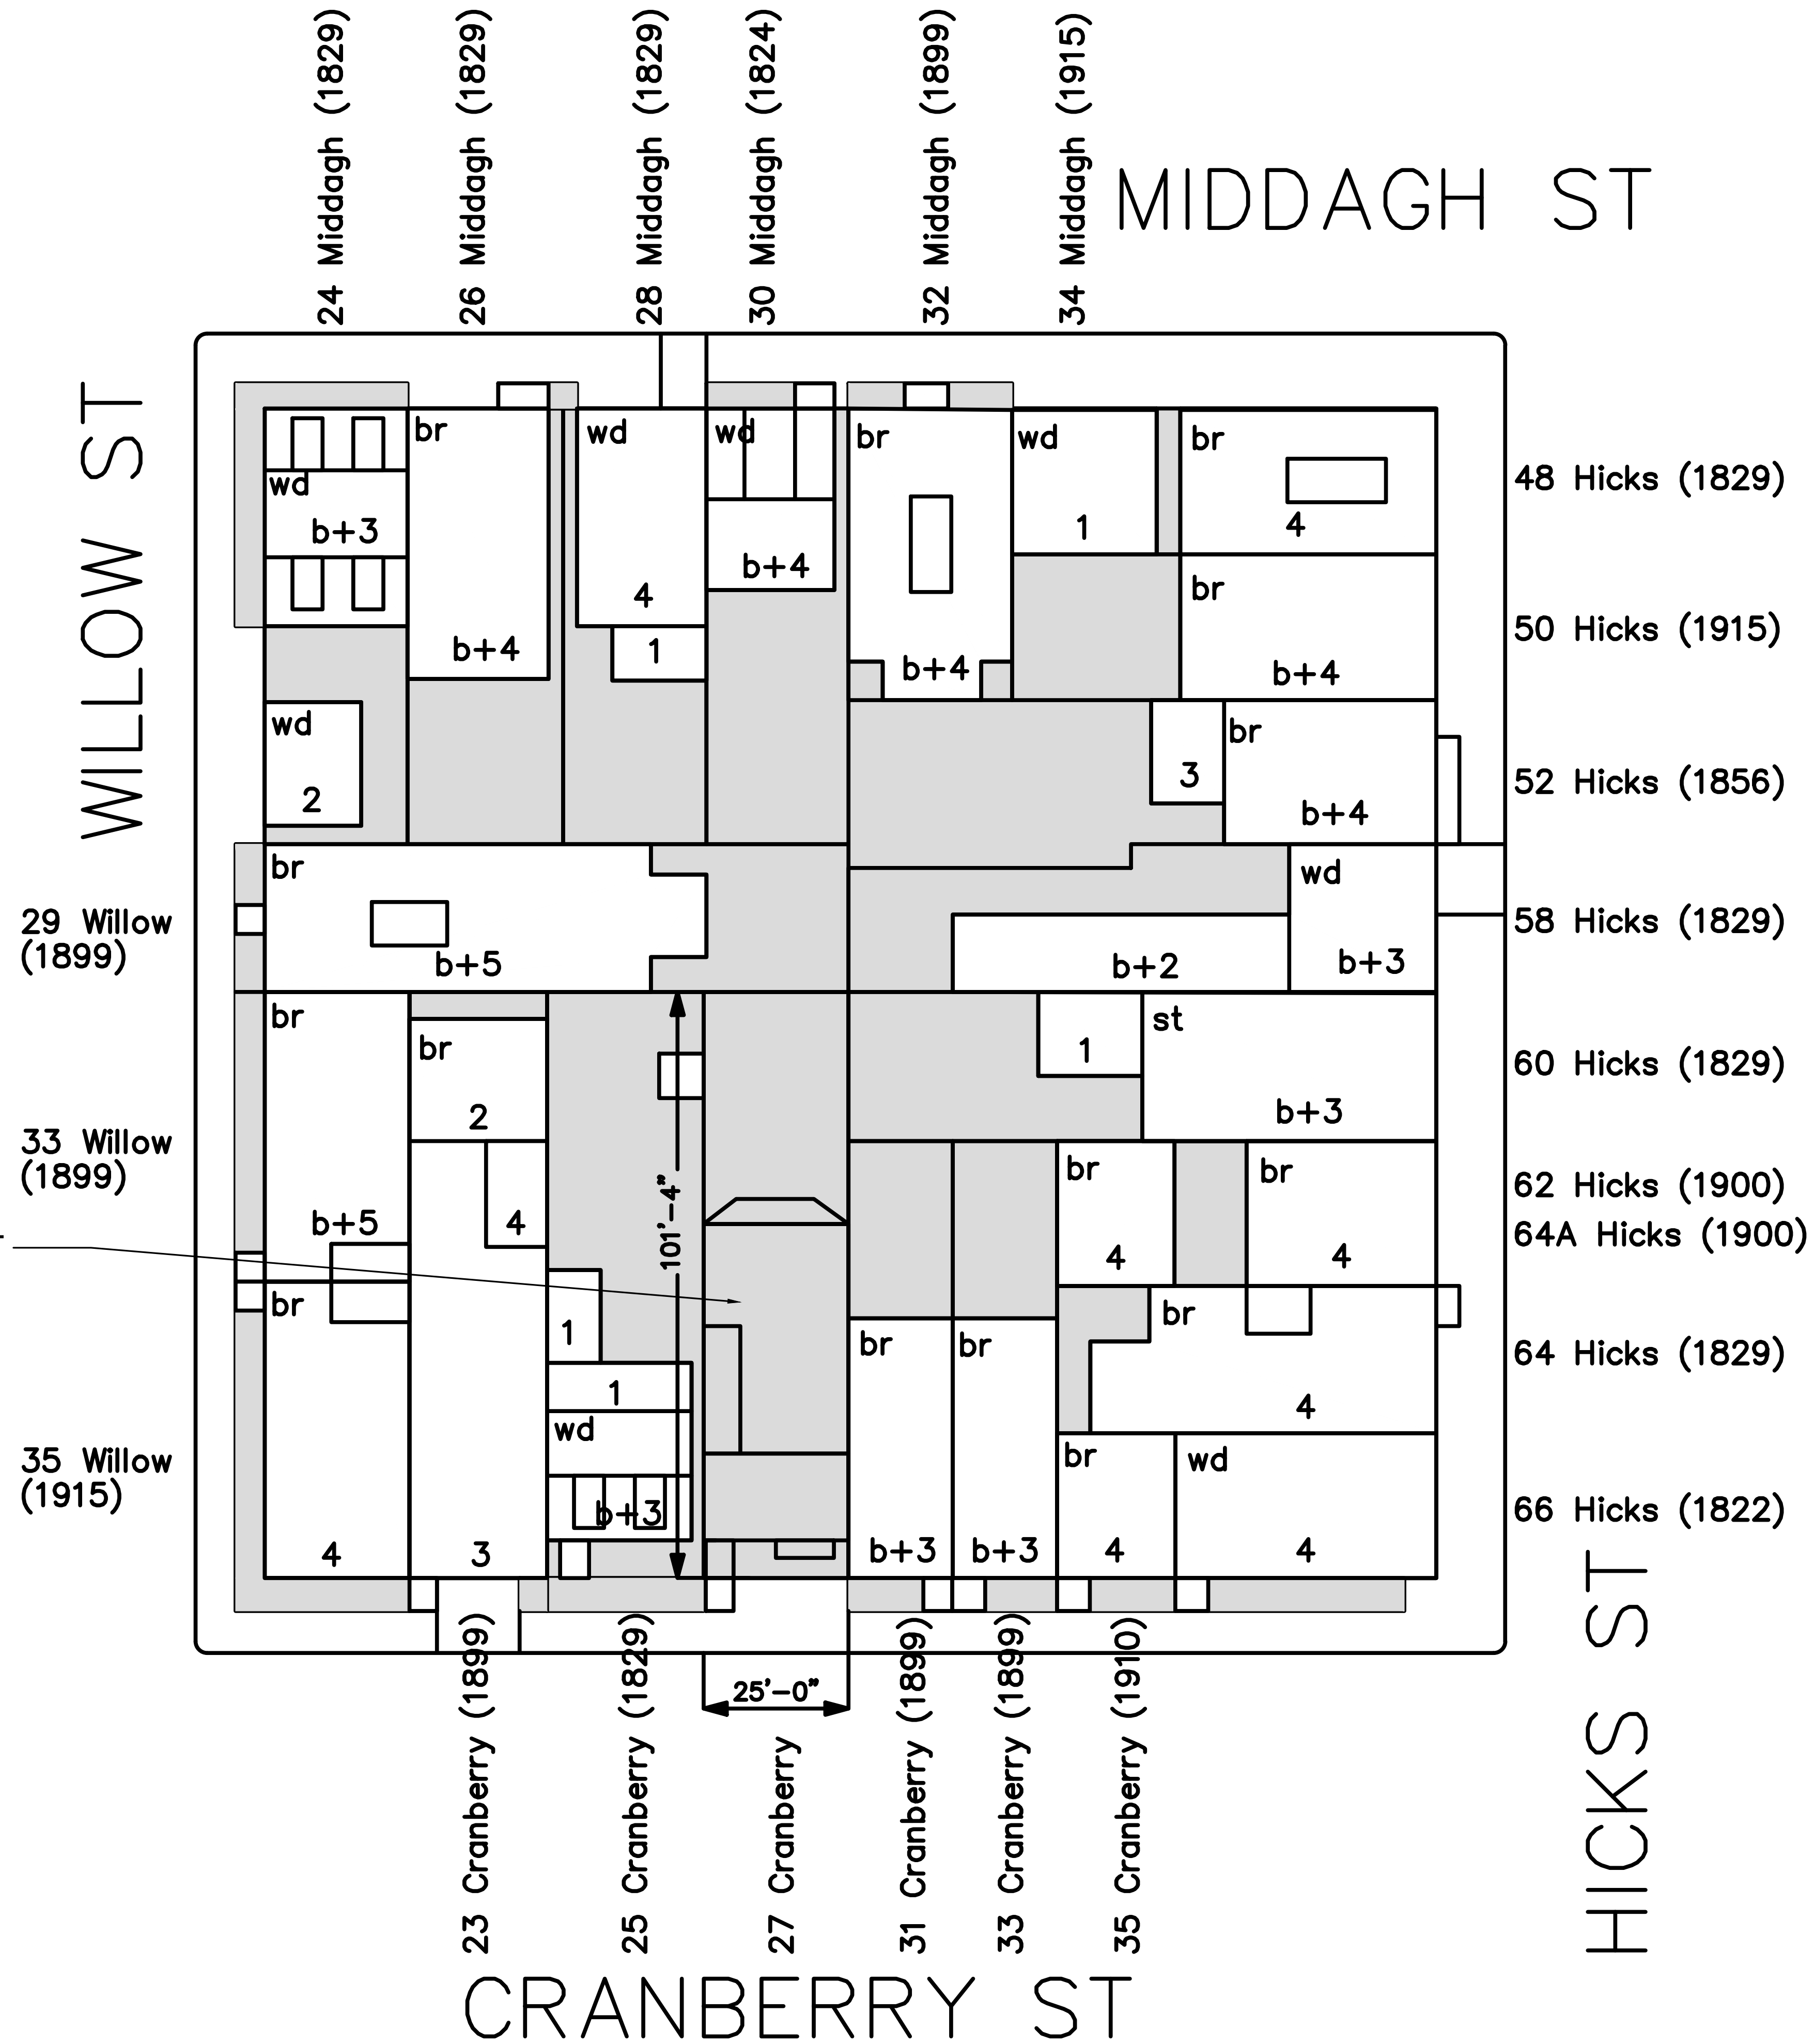 24 Middagh (1829)
26 Middagh (1829)
28 Middagh (1829)
30 Middagh (1824)
32 Middagh (1899)
34 Middagh (1915)
MIDDAGH ST
WILLOW ST
br
wd
wd
br
wd
br
wd
b+3
1
4
48 Hicks (1829)
b+4
4
br
b+4
1
b+4
b+4
50 Hicks (1915)
wd
2
br
3
b+4
52 Hicks (1856)
br
wd
29 Willow
(1899)
b+5
b+2
b+3
58 Hicks (1829)
br
br
st
1
2
b+3
60 Hicks (1829)
33 Willow
(1899)
101'-4"
br
br
62 Hicks (1900)
b+5
4
4
4
64A Hicks (1900)
br
1
br
br
br
1
4
64 Hicks (1829)
wd
br
wd
35 Willow
(1915)
b+3
66 Hicks (1822)
4
3
b+3
b+3
4
4
25'-0"
23 Cranberry (1899)
25 Cranberry (1829)
27 Cranberry
31 Cranberry (1899)
33 Cranberry (1899)
35 Cranberry (1910)
HICKS ST
CRANBERRY ST